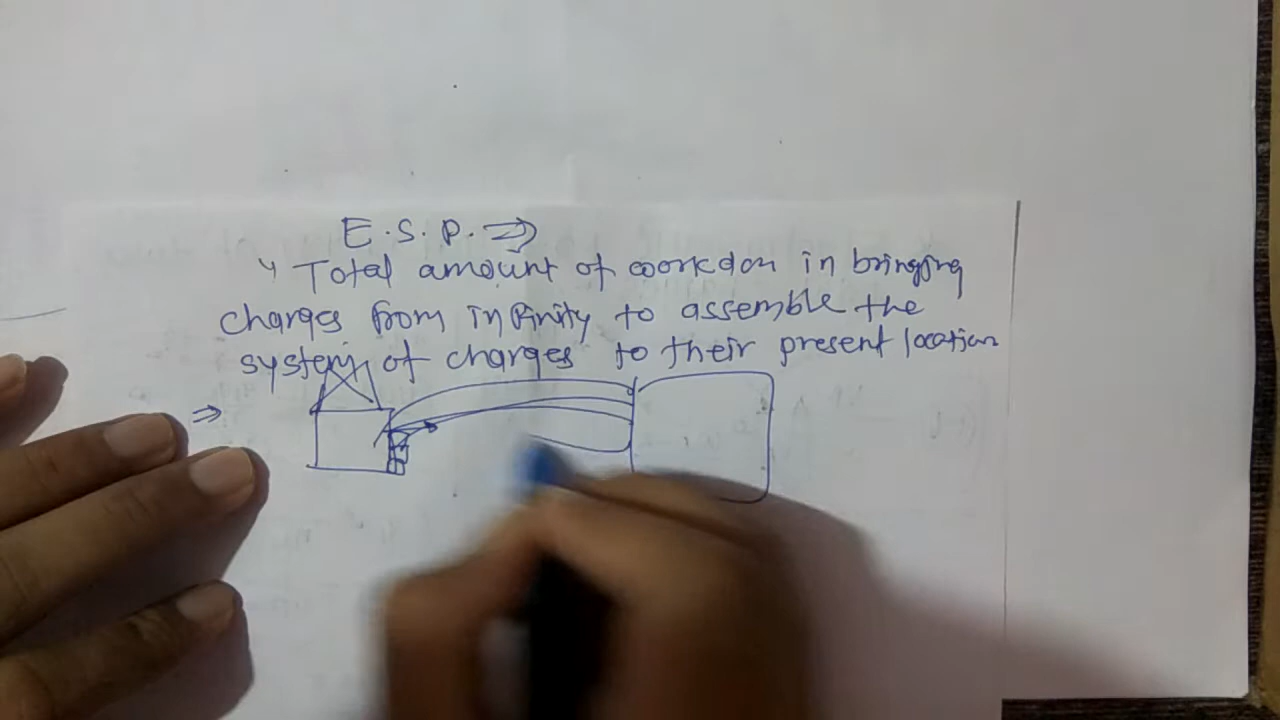 E.S.P. ⇒
Total amount of workdon in bringing
charges from infinity to assemble the
system of charges to their present location
⇒